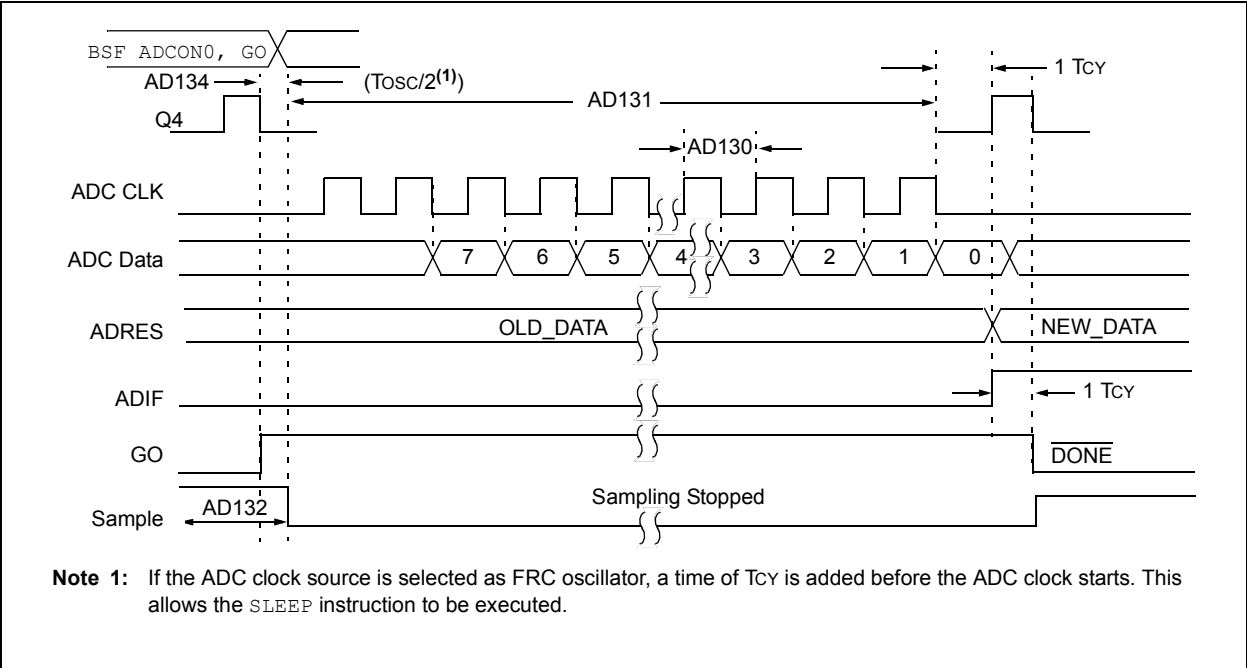 BSF ADCON0, GO
AD134
(TOSC/2(1))
1 TCY
AD131
Q4
AD130
ADC CLK
ADC Data
7
6
5
4
3
2
1
0
ADRES
OLD_DATA
NEW_DATA
ADIF
1 TCY
GO
DONE
Sampling Stopped
AD132
Sample
Note 1: If the ADC clock source is selected as FRC oscillator, a time of TCY is added before the ADC clock starts. This
allows the SLEEP instruction to be executed.